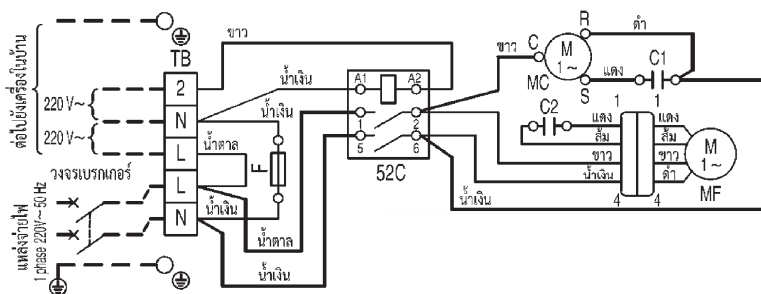 ต่อไปยังเครื่องในบ้าน
220 V~
220 V~
วงจรเบรกเกอร์
แหล่งจ่ายไฟ
1 phase 220V~ 50 Hz
TB
2
N
L
L
N
ขาว
น้ำเงิน
น้ำเงิน
น้ำตาล
F
น้ำเงิน
น้ำตาล
น้ำเงิน
A1
A2
1
2
5
6
52C
ขาว
C
R
S
M
1~
MC
ดำ
แดง
C1
C2
แดง
ส้ม
ขาว
น้ำเงิน
1
1
4
4
แดง
ส้ม
ขาว
ดำ
M
1~
MF